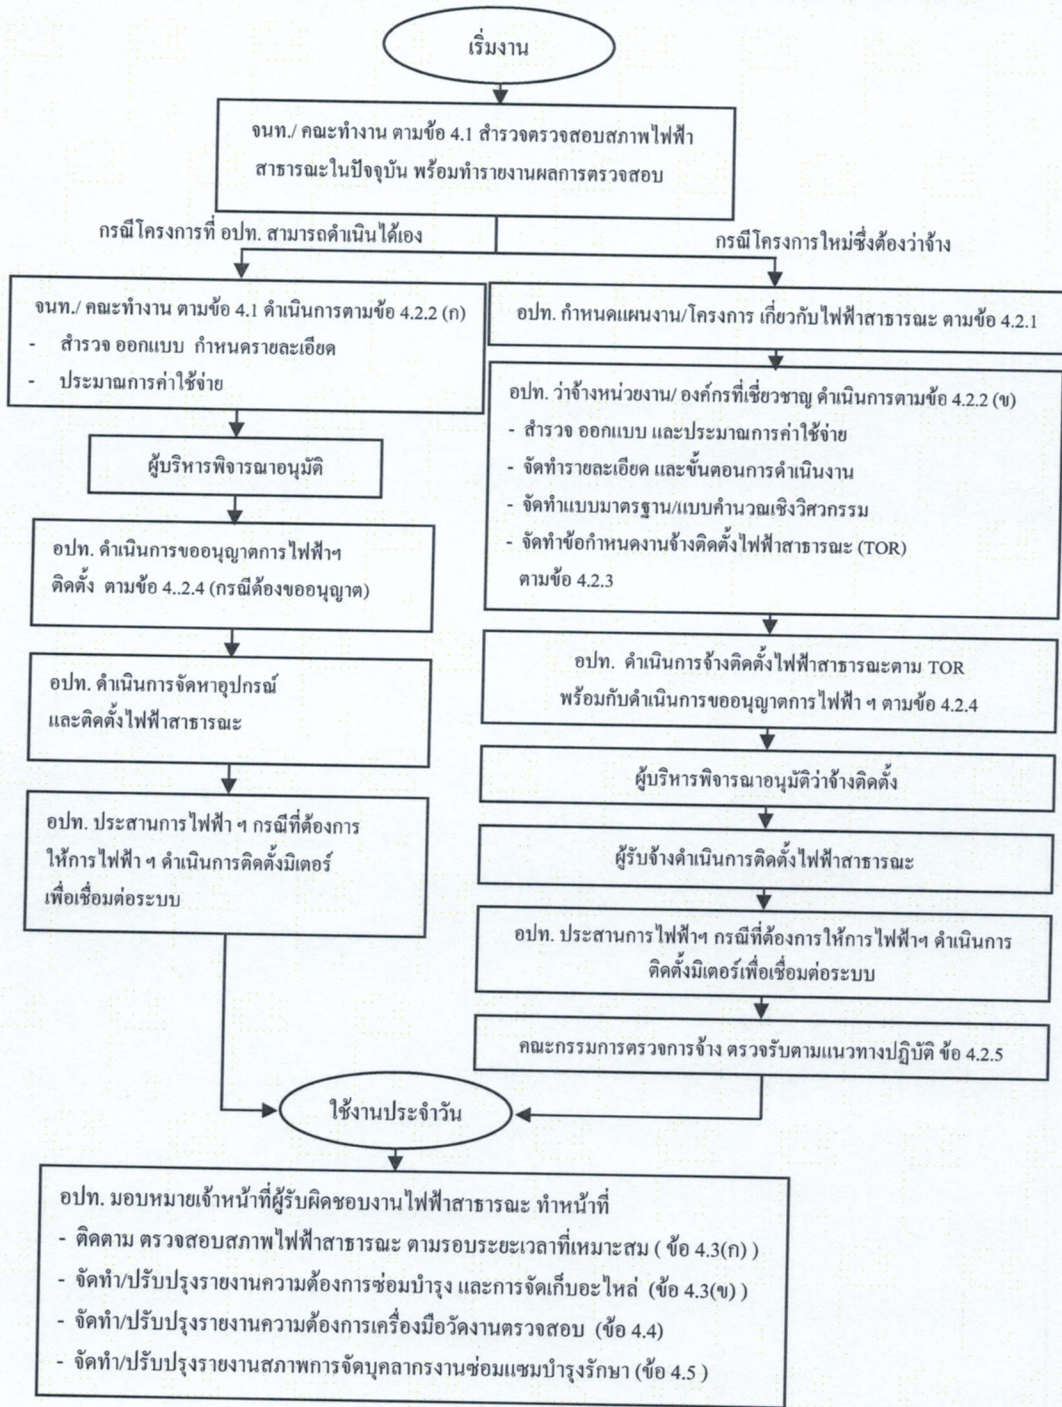 เริ่มงาน
จนท./ คณะทำงาน ตามข้อ 4.1 สำรวจตรวจสอบสภาพไฟฟ้า
สาธารณะในปัจจุบัน พร้อมทำรายงานผลการตรวจสอบ
กรณีโครงการที่ อปท. สามารถดำเนินได้เอง
กรณีโครงการใหม่ซึ่งต้องว่าจ้าง
จนท./ คณะทำงาน ตามข้อ 4.1 ดำเนินการตามข้อ 4.2.2 (ก)
- สำรวจ ออกแบบ กำหนดรายละเอียด
- ประมาณการค่าใช้จ่าย
ผู้บริหารพิจารณาอนุมัติ
อปท. ดำเนินการขออนุญาตการไฟฟ้าฯ
ติดตั้ง ตามข้อ 4..2.4 (กรณีต้องขออนุญาต)
อปท. ดำเนินการจัดหาอุปกรณ์
และติดตั้งไฟฟ้าสาธารณะ
อปท. ประสานการไฟฟ้า ฯ กรณีที่ต้องการ
ให้การไฟฟ้า ฯ ดำเนินการติดตั้งมิเตอร์
เพื่อเชื่อมต่อระบบ
อปท. กำหนดแผนงาน/โครงการ เกี่ยวกับไฟฟ้าสาธารณะ ตามข้อ 4.2.1
อปท. ว่าจ้างหน่วยงาน/ องค์กรที่เชี่ยวชาญ ดำเนินการตามข้อ 4.2.2 (ข)
- สำรวจ ออกแบบ และประมาณการค่าใช้จ่าย
- จัดทำรายละเอียด และขั้นตอนการดำเนินงาน
- จัดทำแบบมาตรฐาน/แบบคำนวณเชิงวิศวกรรม
- จัดทำข้อกำหนดงานจ้างติดตั้งไฟฟ้าสาธารณะ (TOR)
ตามข้อ 4.2.3
อปท. ดำเนินการจ้างติดตั้งไฟฟ้าสาธารณะตาม TOR
พร้อมกับดำเนินการขออนุญาตการไฟฟ้า ฯ ตามข้อ 4.2.4
ผู้บริหารพิจารณาอนุมัติว่าจ้างติดตั้ง
ผู้รับจ้างดำเนินการติดตั้งไฟฟ้าสาธารณะ
อปท. ประสานการไฟฟ้าฯ กรณีที่ต้องการให้การไฟฟ้าฯ ดำเนินการ
ติดตั้งมิเตอร์เพื่อเชื่อมต่อระบบ
คณะกรรมการตรวจการจ้าง ตรวจรับตามแนวทางปฏิบัติ ข้อ 4.2.5
ใช้งานประจำวัน
อปท. มอบหมายเจ้าหน้าที่ผู้รับผิดชอบงานไฟฟ้าสาธารณะ ทำหน้าที่
- ติดตาม ตรวจสอบสภาพไฟฟ้าสาธารณะ ตามรอบระยะเวลาที่เหมาะสม ( ข้อ 4.3(ก) )
- จัดทำ/ปรับปรุงรายงานความต้องการซ่อมบำรุง และการจัดเก็บอะไหล่ (ข้อ 4.3(ข) )
- จัดทำ/ปรับปรุงรายงานความต้องการเครื่องมือวัดงานตรวจสอบ (ข้อ 4.4)
- จัดทำ/ปรับปรุงรายงานสภาพการจัดบุคลากรงานซ่อมแซมบำรุงรักษา (ข้อ 4.5 )